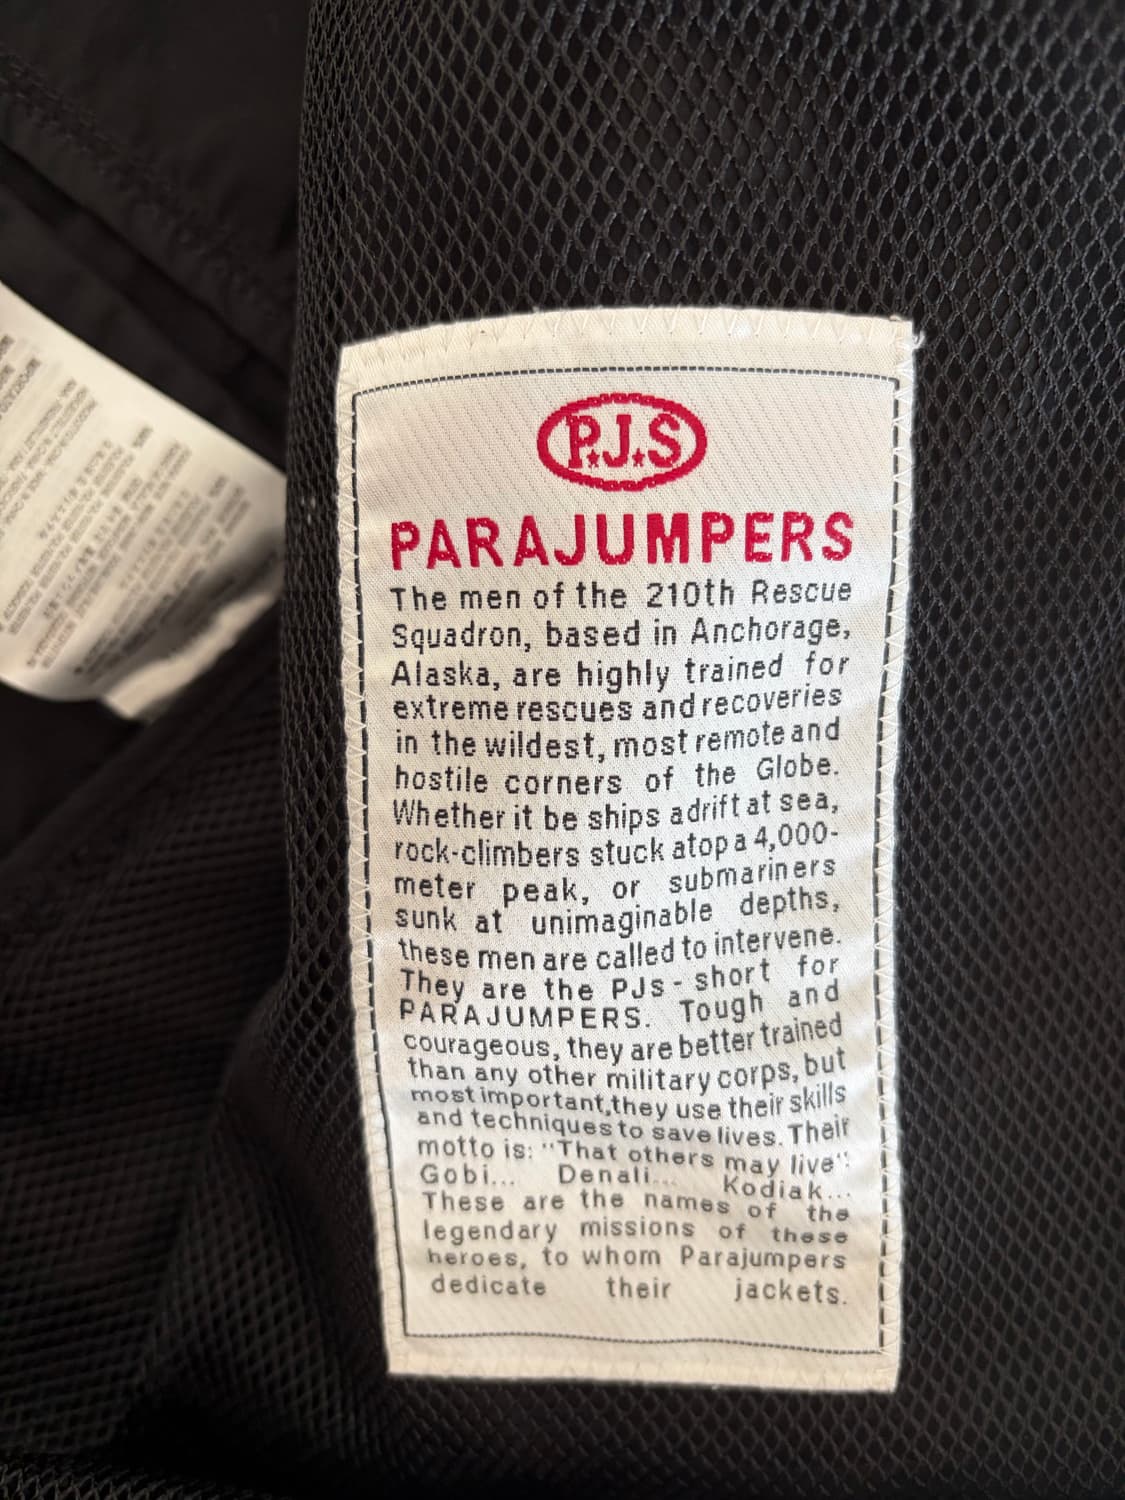 P.J.S
PARAJUMPERS
The men of the 210th Rescue
Squadron, based in Anchorage,
Alaska, are highly trained for
extreme rescues and recoveries
in the wildest, most remote and
hostile corners of the Globe.
Whether it be ships adrift at sea,
rock-climbers stuck atop a 4,000-
meter peak, or submariners
sunk at unimaginable depths,
these men are called to intervene.
They are the PJs - short for
PARAJUMPERS. Tough and
courageous, they are better trained
than any other military corps, but
most important,they use their skills
and techniques to save lives. Their
motto is: "That others may live":
Gobi... Denali... Kodiak...
These are the names of the
legendary missions of these
heroes, to whom Parajumpers
dedicate their jackets.